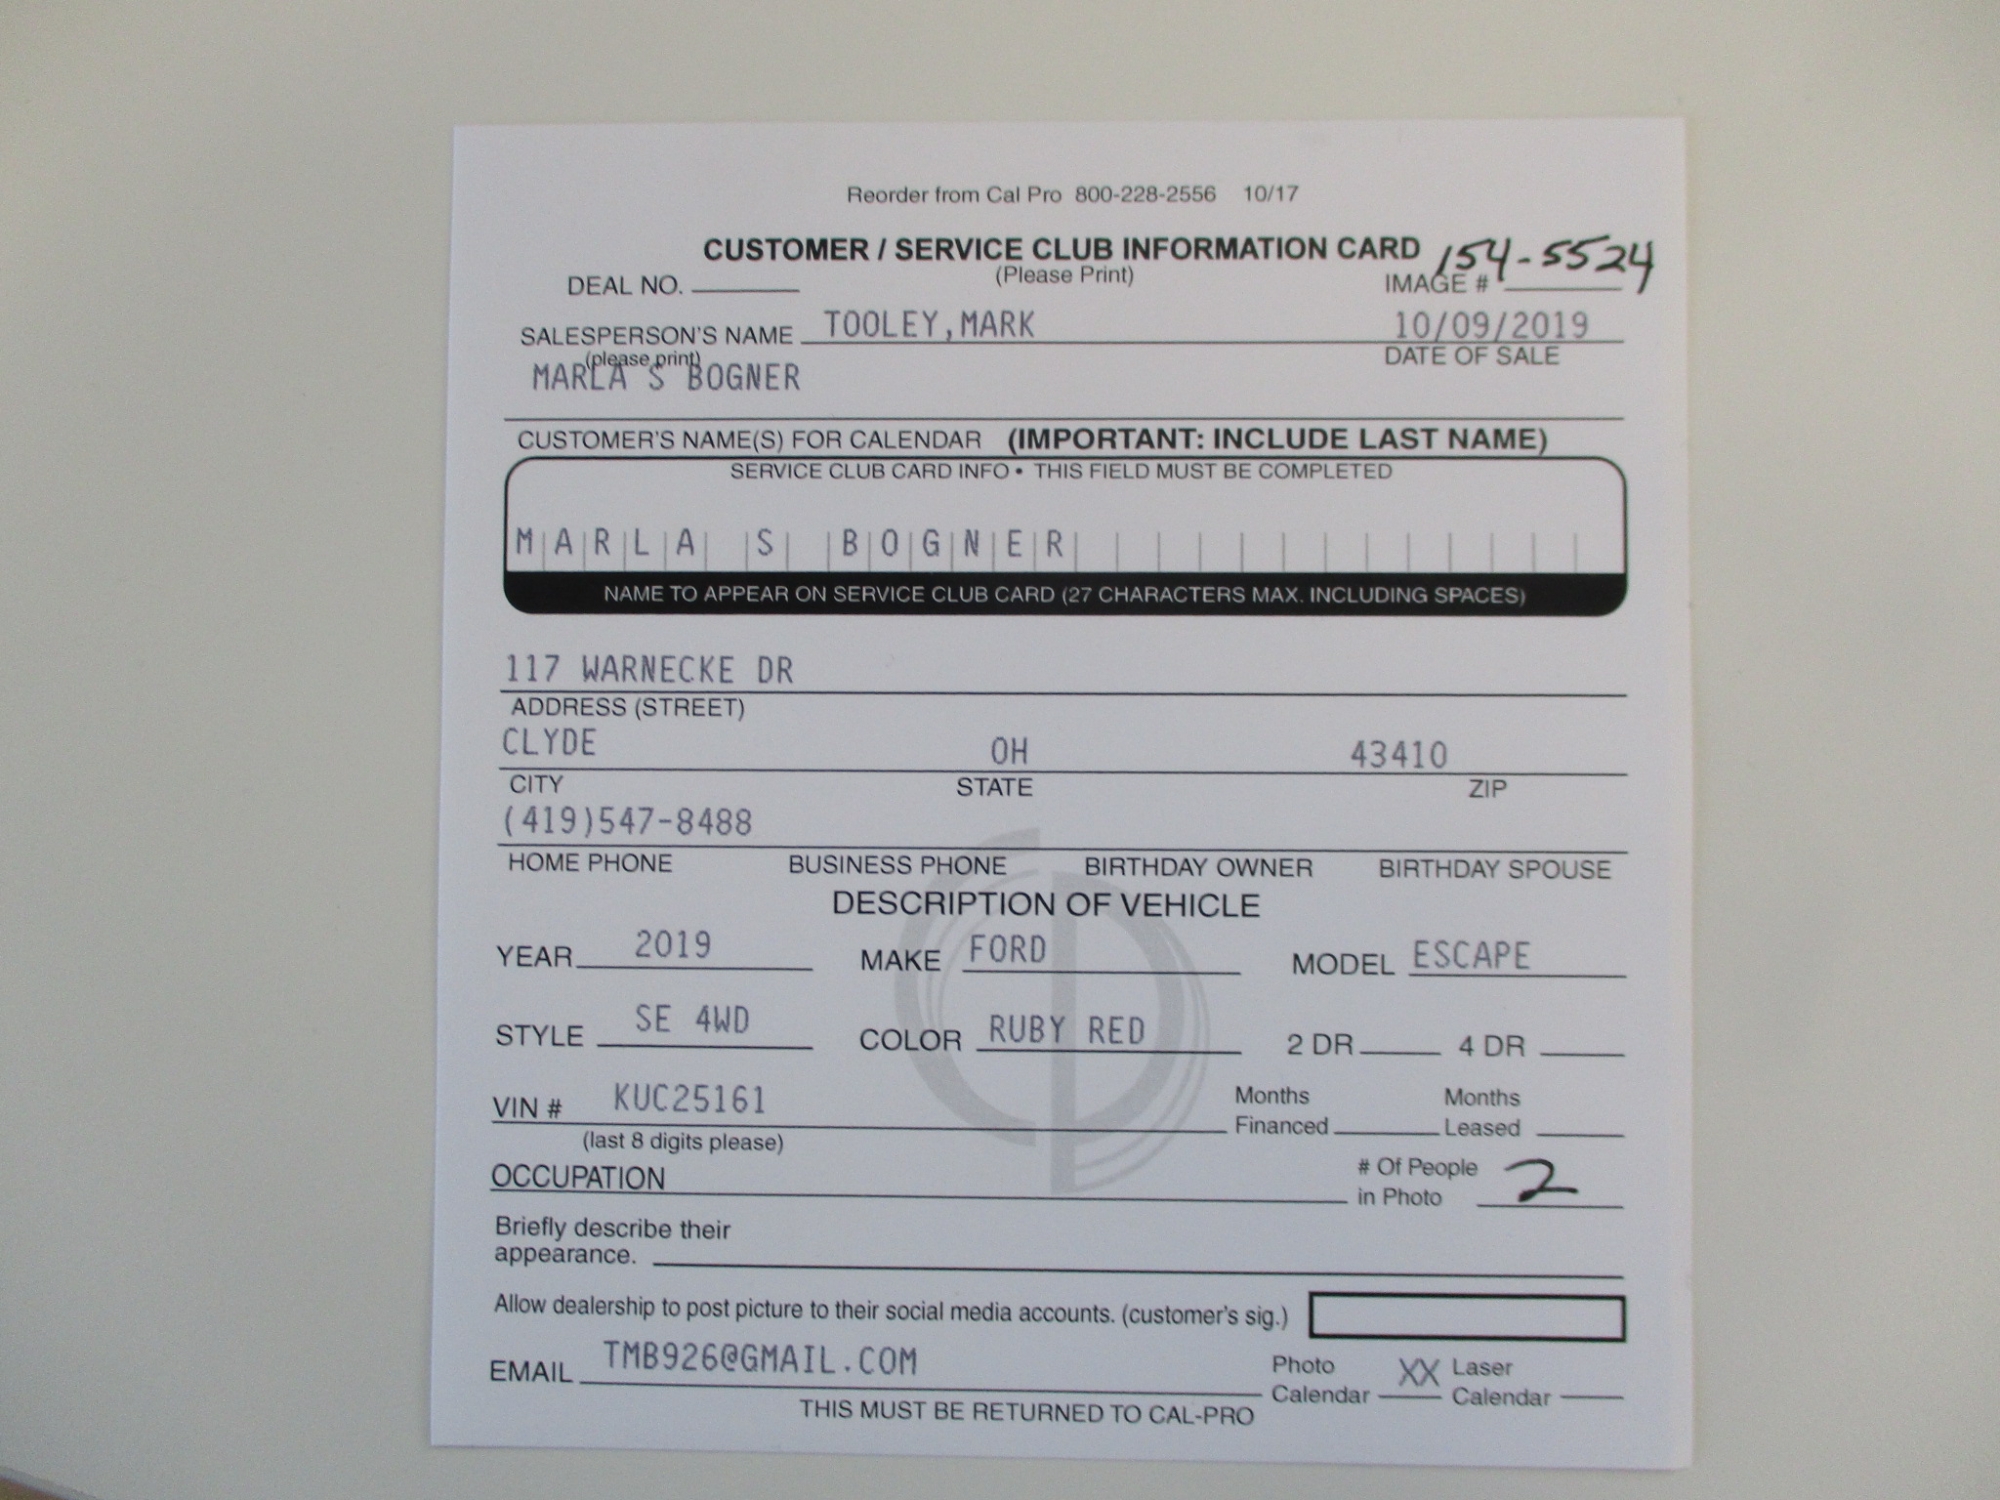 Reorder from Cal Pro 800-228-2556 10/17
CUSTOMER / SERVICE CLUB INFORMATION CARD
(Please Print)
DEAL NO. IMAGE # 154-5524
SALESPERSON'S NAME TOOLEY,MARK 10/09/2019
(please print) DATE OF SALE
MARLA S BOGNER
CUSTOMER'S NAME(S) FOR CALENDAR (IMPORTANT: INCLUDE LAST NAME)
SERVICE CLUB CARD INFO • THIS FIELD MUST BE COMPLETED
MARLA S BOGNER
NAME TO APPEAR ON SERVICE CLUB CARD (27 CHARACTERS MAX. INCLUDING SPACES)
117 WARNECKE DR
ADDRESS (STREET)
CLYDE OH 43410
CITY STATE ZIP
(419)547-8488
HOME PHONE BUSINESS PHONE BIRTHDAY OWNER BIRTHDAY SPOUSE
DESCRIPTION OF VEHICLE
YEAR 2019 MAKE FORD MODEL ESCAPE
STYLE SE 4WD COLOR RUBY RED 2 DR 4 DR
VIN # KUC25161 Months Financed Months Leased
(last 8 digits please)
OCCUPATION # Of People in Photo 2
Briefly describe their
appearance.
Allow dealership to post picture to their social media accounts. (customer's sig.)
EMAIL TMB926@GMAIL.COM Photo Calendar XX Laser Calendar
THIS MUST BE RETURNED TO CAL-PRO